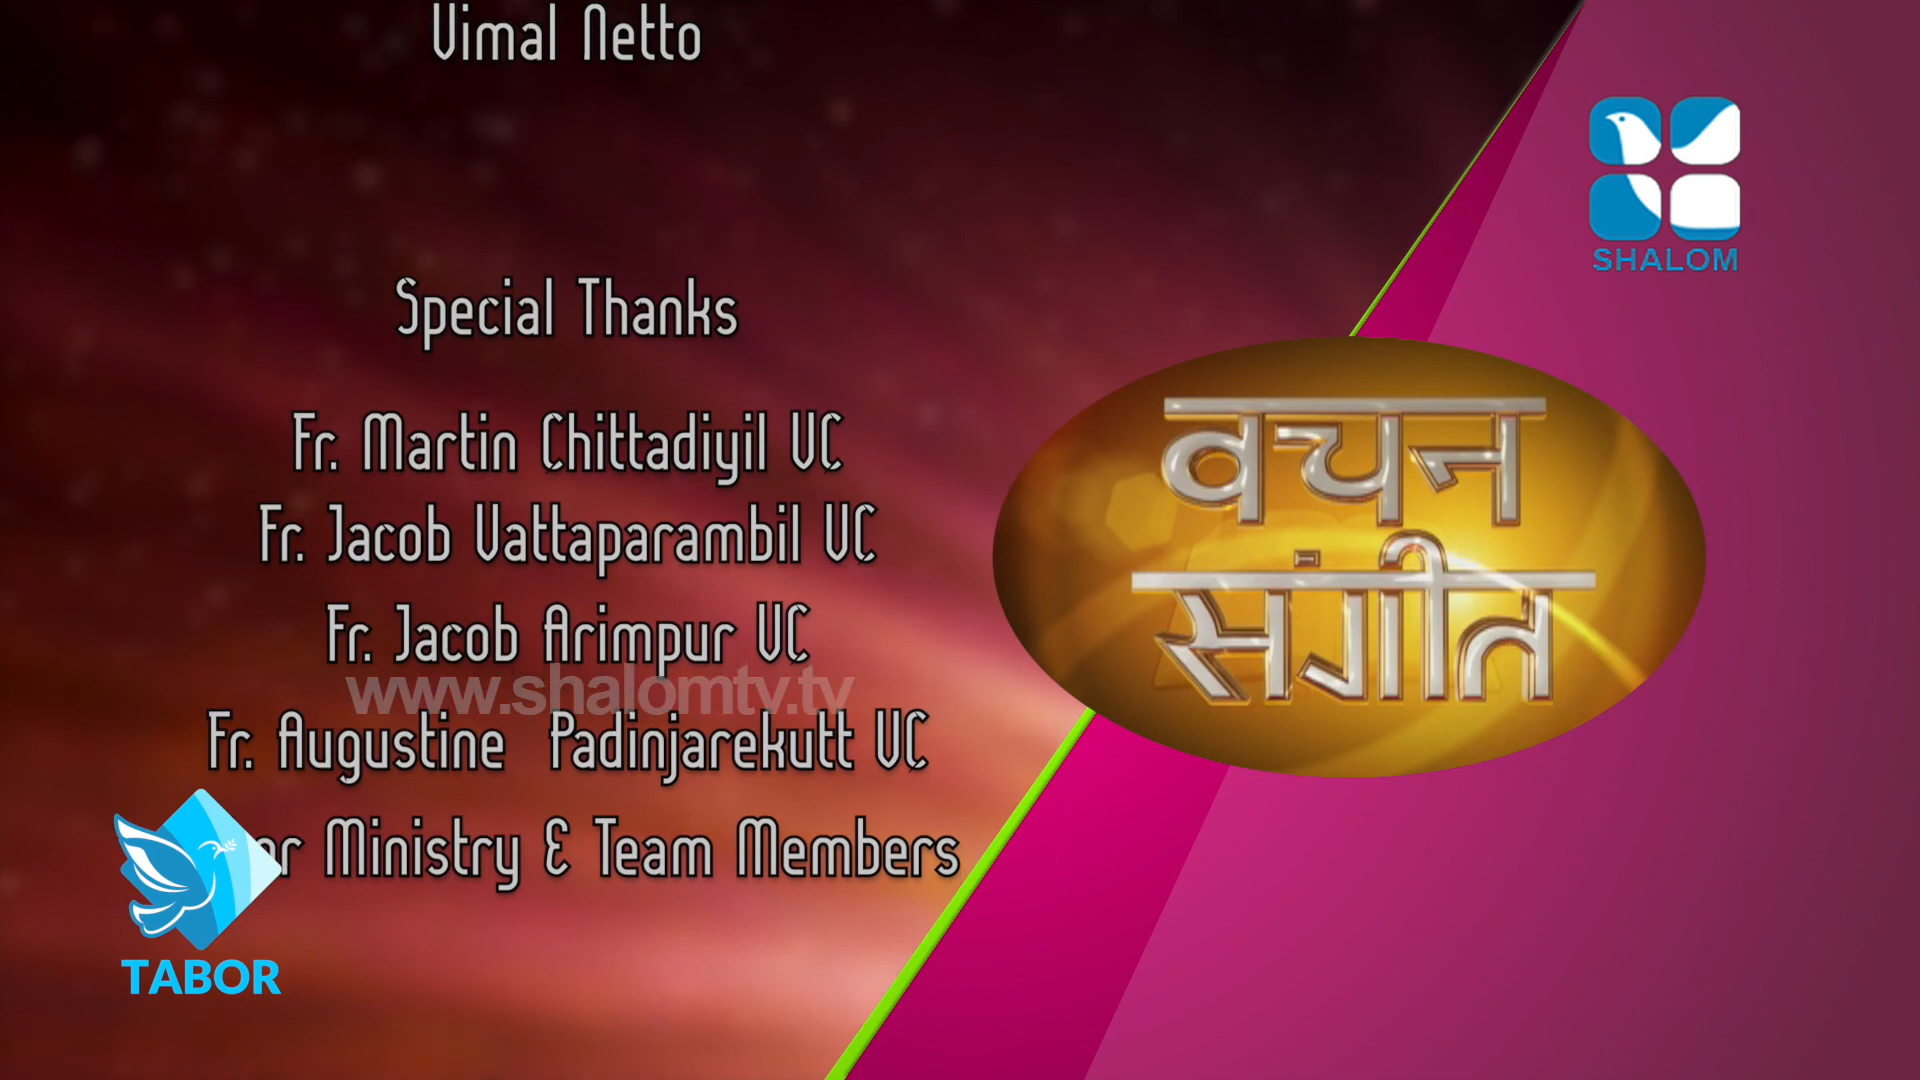 Vimal Netto
SHALOM
Special Thanks
Fr. Martin Chittadiyil VC
Fr. Jacob Vattaparambil VC
Fr. Jacob Arimpur VC
www.shalomtv.tv
Fr. Augustine Padinjarekutt VC
Ministry & Team Members
वचन
संगीत
TABOR